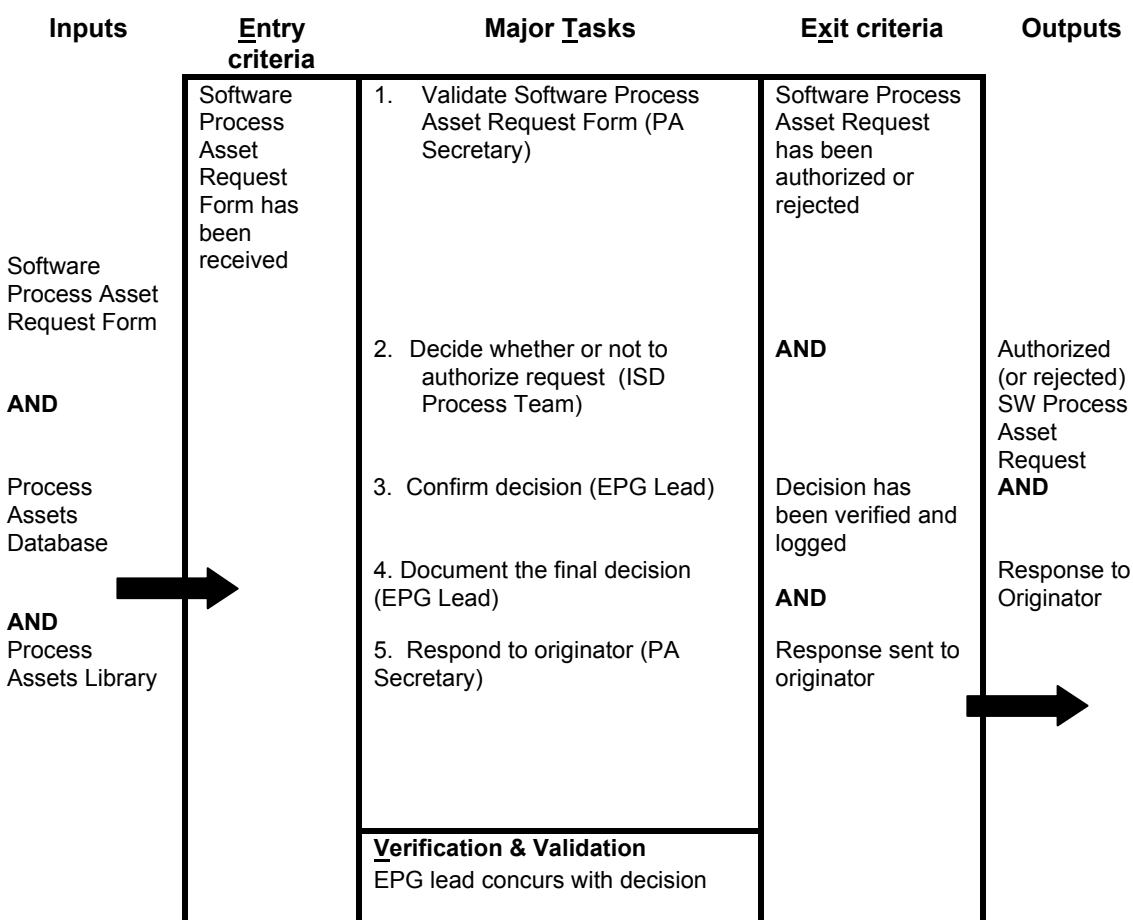 Inputs
Entry
criteria
Major Tasks
Exit criteria
Outputs
Software
Process Asset
Request Form
AND
Process
Assets
Database
AND
Process
Assets Library
Software
Process
Asset
Request
Form has
been
received
1. Validate Software Process
Asset Request Form (PA
Secretary)
2. Decide whether or not to
authorize request (ISD
Process Team)
3. Confirm decision (EPG Lead)
4. Document the final decision
(EPG Lead)
5. Respond to originator (PA
Secretary)
Verification & Validation
EPG lead concurs with decision
Software Process
Asset Request
has been
authorized or
rejected
AND
Decision has
been verified and
logged
AND
Response sent to
originator
Authorized
(or rejected)
SW Process
Asset
Request
AND
Response to
Originator